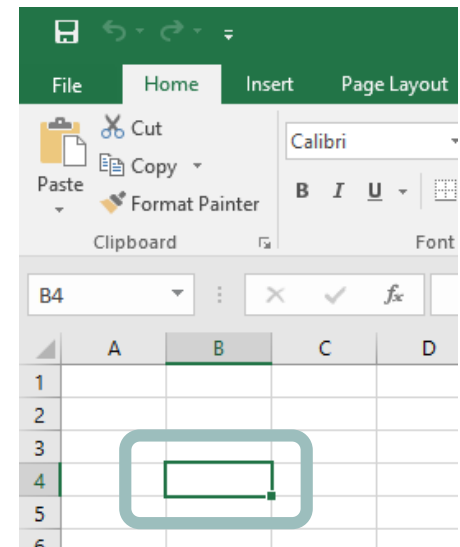 File Home Insert Page Layout
Cut
Calibri
Copy
Paste
B I U
Format Painter
Clipboard Font
B4 fx
A B C D
1
2
3
4
5
6